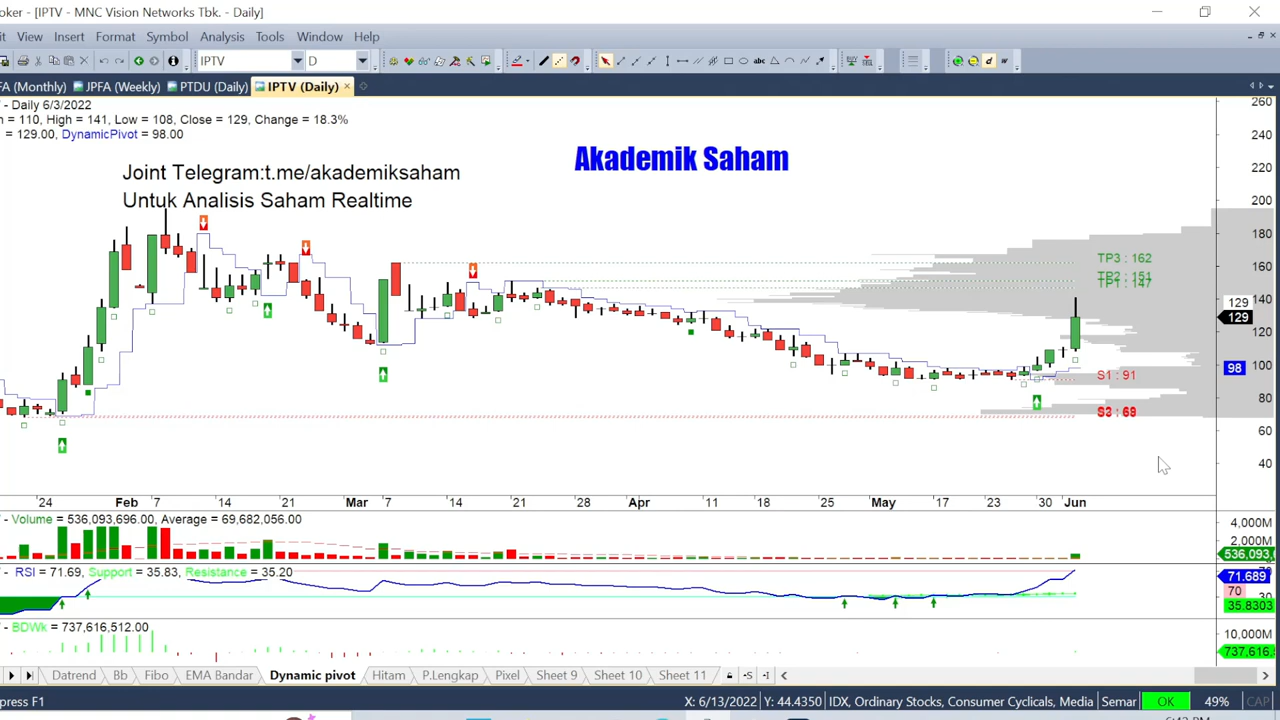 oker - [IPTV - MNC Vision Networks Tbk. - Daily]
it View Insert Format Symbol Analysis Tools Window Help
IPTV D
FA (Monthly) JPFA (Weekly) PTDU (Daily) IPTV (Daily)
- Daily 6/3/2022
n = 110, High = 141, Low = 108, Close = 129, Change = 18.3%
= 129.00, DynamicPivot = 98.00
Joint Telegram:t.me/akademiksaham
Untuk Analisis Saham Realtime
Akademik Saham
260
240
220
200
180
160
140
120
100
80
60
40
TP3 : 162
TP2 : 151
TP1 : 147
129
129
98
S1 : 91
24 Feb 7 14 21 Mar 7 14 21 28 Apr 11 18 25 May 17 23 30 Jun
- Volume = 536,093,696.00, Average = 69,682,056.00
4,000M
2,000M
536,093,
- RSI = 71.69, Support = 35.83, Resistance = 35.20
71.689
70
30
35.8303
- BDWk = 737,616,512.00
10,000M
737,616,
Datrend Bb Fibo EMA Bandar Dynamic pivot Hitam P.Lengkap Pixel Sheet 9 Sheet 10 Sheet 11
press F1 X: 6/13/2022 Y: 44.4350 IDX, Ordinary Stocks, Consumer Cyclicals, Media Semar OK 49% CAP